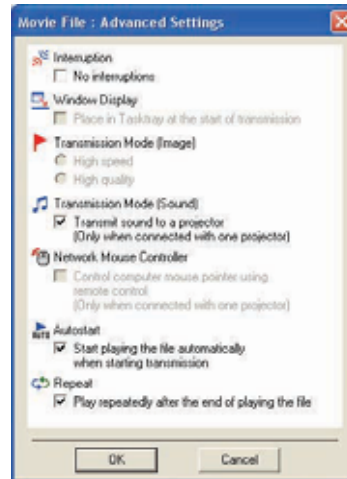 Movie File : Advanced Settings
Interruption
No interruptions
Window Display
Place in Tasktray at the start of transmission
Transmission Mode (Image)
High speed
High quality
Transmission Mode (Sound)
Transmit sound to a projector
(Only when connected with one projector)
Network Mouse Controller
Control computer mouse pointer using
remote control
(Only when connected with one projector)
AUTO Autostart
Start playing the file automatically
when starting transmission
Repeat
Play repeatedly after the end of playing the file
OK Cancel